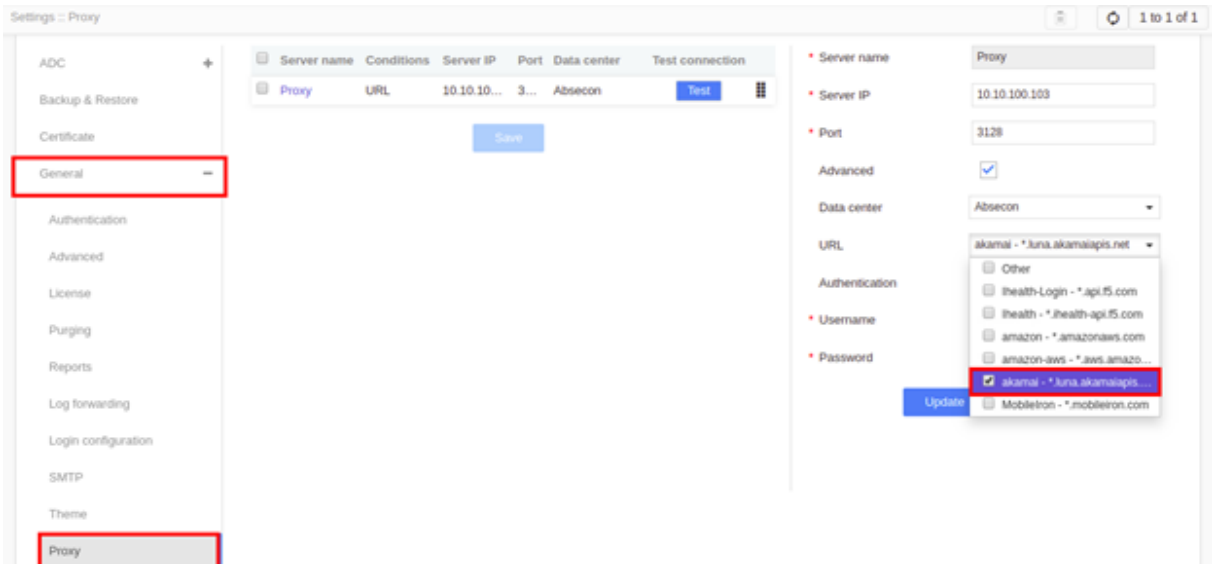 Settings :: Proxy
1 to 1 of 1
ADC
Backup & Restore
Certificate
General
Authentication
Advanced
License
Purging
Reports
Log forwarding
Login configuration
SMTP
Theme
Proxy
Server name Conditions Server IP Port Data center Test connection
Proxy URL 10.10.10... 3... Absecon Test
Save
* Server name Proxy
* Server IP 10.10.100.103
* Port 3128
Advanced
Data center Absecon
URL akamai - *.luna.akamaiapis.net
Authentication
* Username
* Password
Other
Ihealth-Login - *.api.f5.com
Ihealth - *.ihealth-api.f5.com
amazon - *.amazonaws.com
amazon-aws - *.aws.amazo...
akamai - *.luna.akamaiapis....
MobileIron - *.mobileiron.com
Update